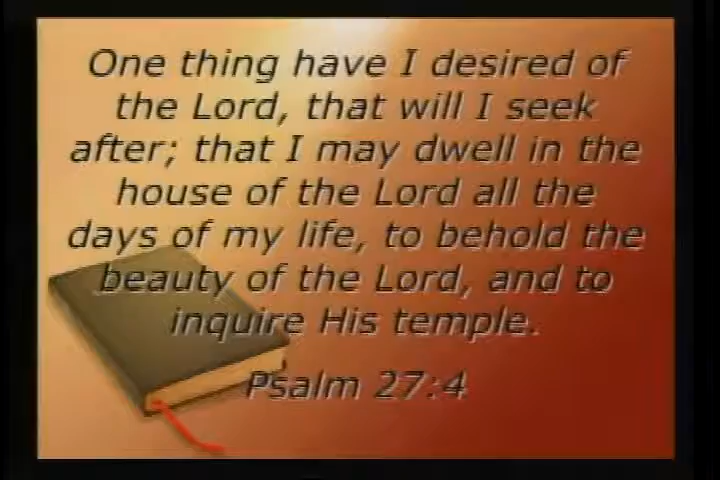 One thing have I desired of
the Lord, that will I seek
after; that I may dwell in the
house of the Lord all the
days of my life, to behold the
beauty of the Lord, and to
inquire His temple.
Psalm 27:4